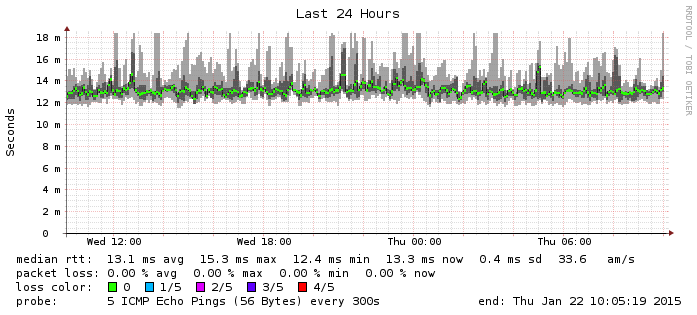 Last 24 Hours
RRDTOOL / TOBI OETIKER
Seconds
18 m
16 m
14 m
12 m
10 m
8 m
6 m
4 m
2 m
0
Wed 12:00 Wed 18:00 Thu 00:00 Thu 06:00
median rtt: 13.1 ms avg 15.3 ms max 12.4 ms min 13.3 ms now 0.4 ms sd 33.6 am/s
packet loss: 0.00 % avg 0.00 % max 0.00 % min 0.00 % now
loss color: 0 1/5 2/5 3/5 4/5
probe: 5 ICMP Echo Pings (56 Bytes) every 300s end: Thu Jan 22 10:05:19 2015